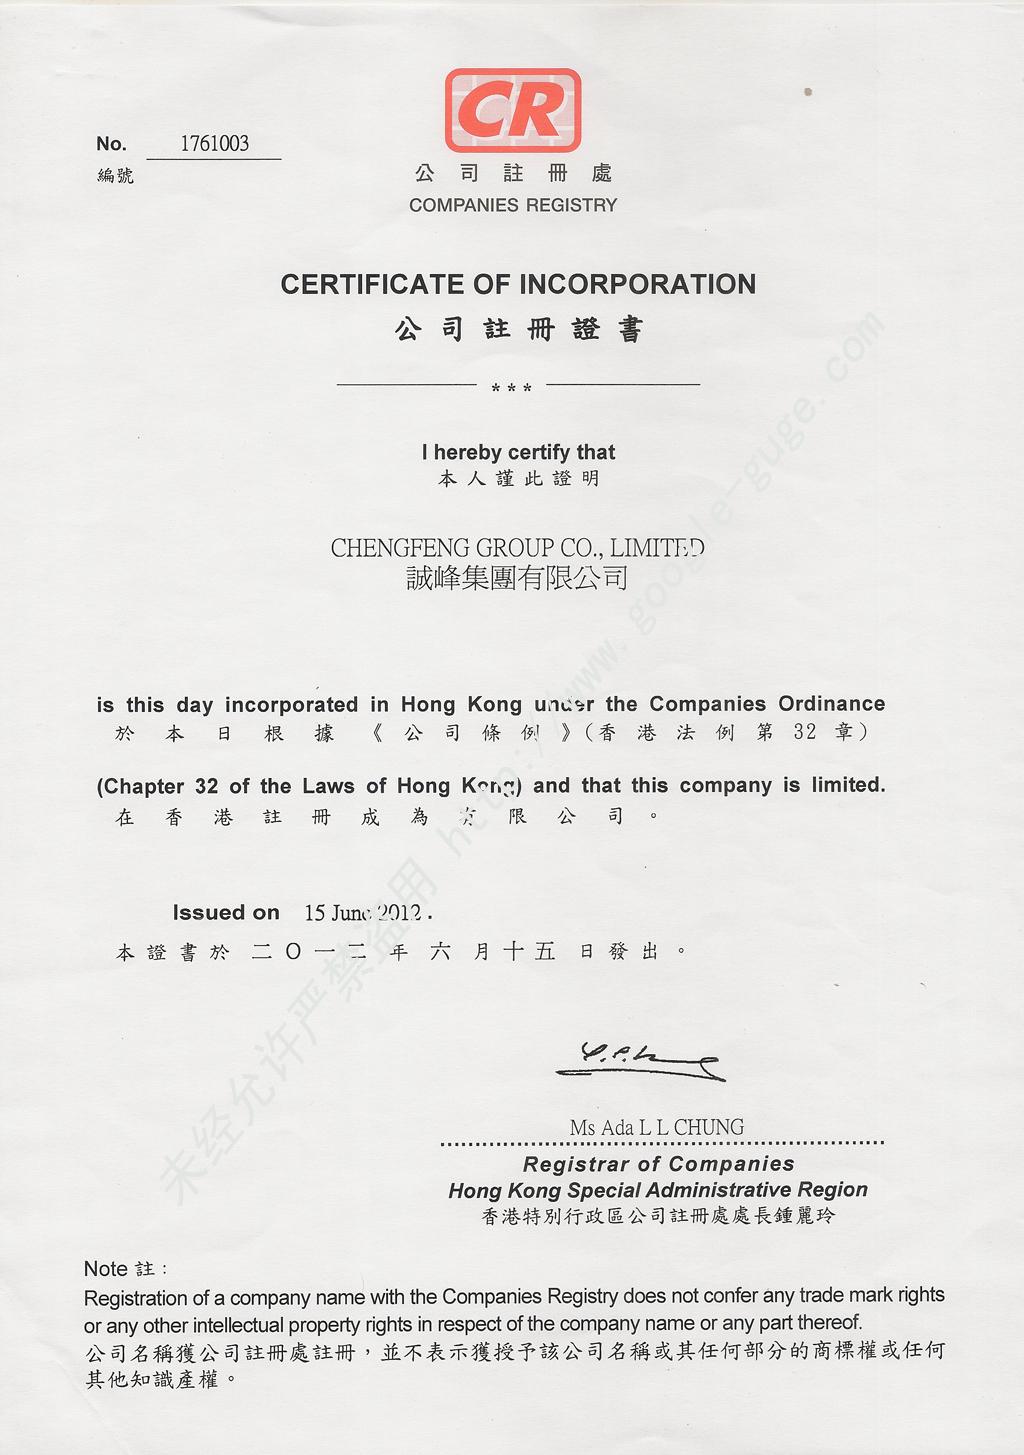 No. 1761003
編號
CR
公司註冊處
COMPANIES REGISTRY
CERTIFICATE OF INCORPORATION
公司註冊證書
***
I hereby certify that
本人謹此證明
CHENGFENG GROUP CO., LIMITED
誠峰集團有限公司
is this day incorporated in Hong Kong under the Companies Ordinance
於本日根據《公司條例》(香港法例第32章)
(Chapter 32 of the Laws of Hong Kong) and that this company is limited.
在香港註冊成為有限公司。
Issued on 15 June 2012.
本證書於二〇一二年六月十五日發出。
Ms Ada L L CHUNG
Registrar of Companies
Hong Kong Special Administrative Region
香港特別行政區公司註冊處處長鍾麗玲
Note 註：
Registration of a company name with the Companies Registry does not confer any trade mark rights
or any other intellectual property rights in respect of the company name or any part thereof.
公司名稱獲公司註冊處註冊，並不表示獲授予該公司名稱或其任何部分的商標權或任何
其他知識產權。
未经允许严禁盗用 http://www.google-guge.com